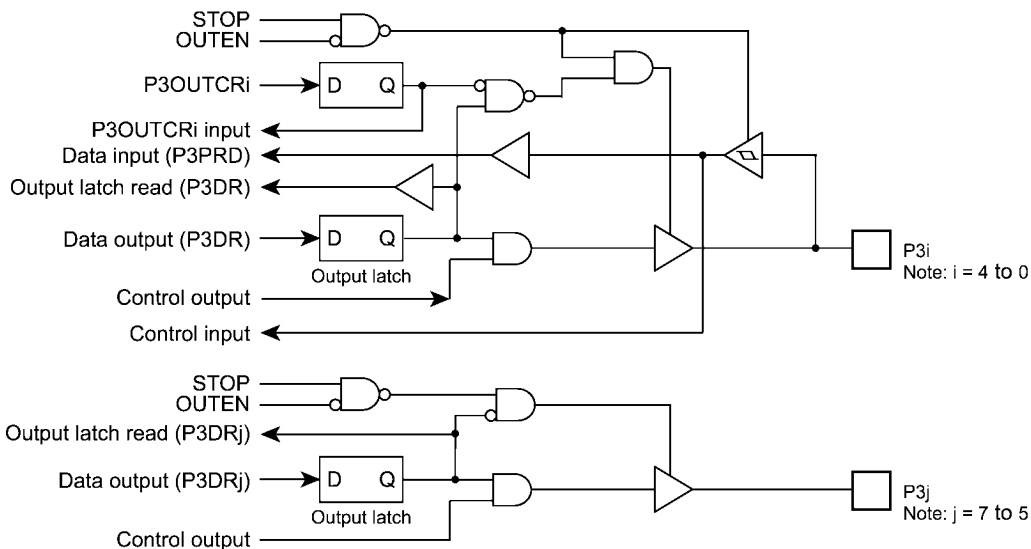 STOP
OUTEN
P3OUTCRi
D Q
P3OUTCRi input
Data input (P3PRD)
Output latch read (P3DR)
Data output (P3DR)
D Q
Output latch
Control output
Control input
P3i
Note: i = 4 to 0
STOP
OUTEN
Output latch read (P3DRj)
Data output (P3DRj)
D Q
Output latch
Control output
P3j
Note: j = 7 to 5